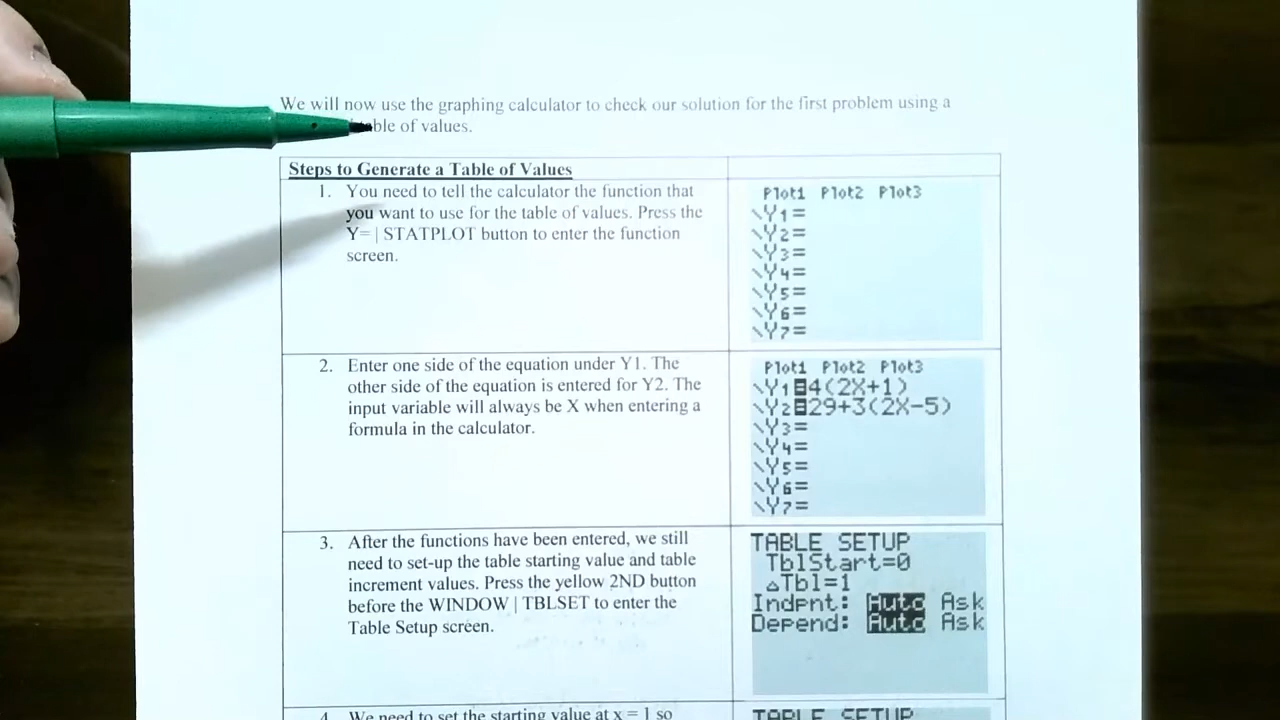 We will now use the graphing calculator to check our solution for the first problem using a
table of values.
Steps to Generate a Table of Values
1. You need to tell the calculator the function that
you want to use for the table of values. Press the
Y= | STATPLOT button to enter the function
screen.
Plot1 Plot2 Plot3
\Y1=
\Y2=
\Y3=
\Y4=
\Y5=
\Y6=
\Y7=
2. Enter one side of the equation under Y1. The
other side of the equation is entered for Y2. The
input variable will always be X when entering a
formula in the calculator.
Plot1 Plot2 Plot3
\Y1=4(2X+1)
\Y2=29+3(2X-5)
\Y3=
\Y4=
\Y5=
\Y6=
\Y7=
3. After the functions have been entered, we still
need to set-up the table starting value and table
increment values. Press the yellow 2ND button
before the WINDOW | TBLSET to enter the
Table Setup screen.
TABLE SETUP
TblStart=0
△Tbl=1
Indpnt: Auto Ask
Depend: Auto Ask
4. We need to set the starting value at x = 1 so
TABLE SETUP